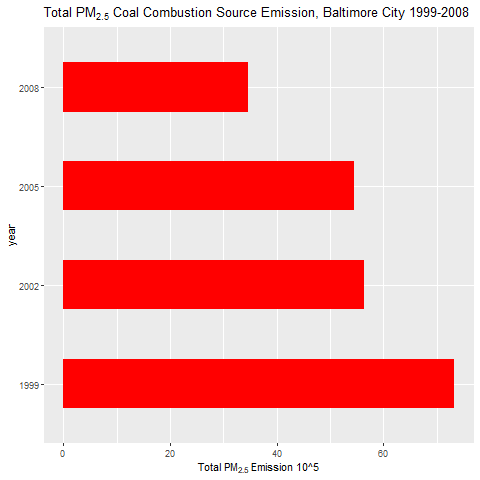 Total PM2.5 Coal Combustion Source Emission, Baltimore City 1999-2008
2008
2005
year
2002
1999
0 20 40 60
Total PM2.5 Emission 10^5